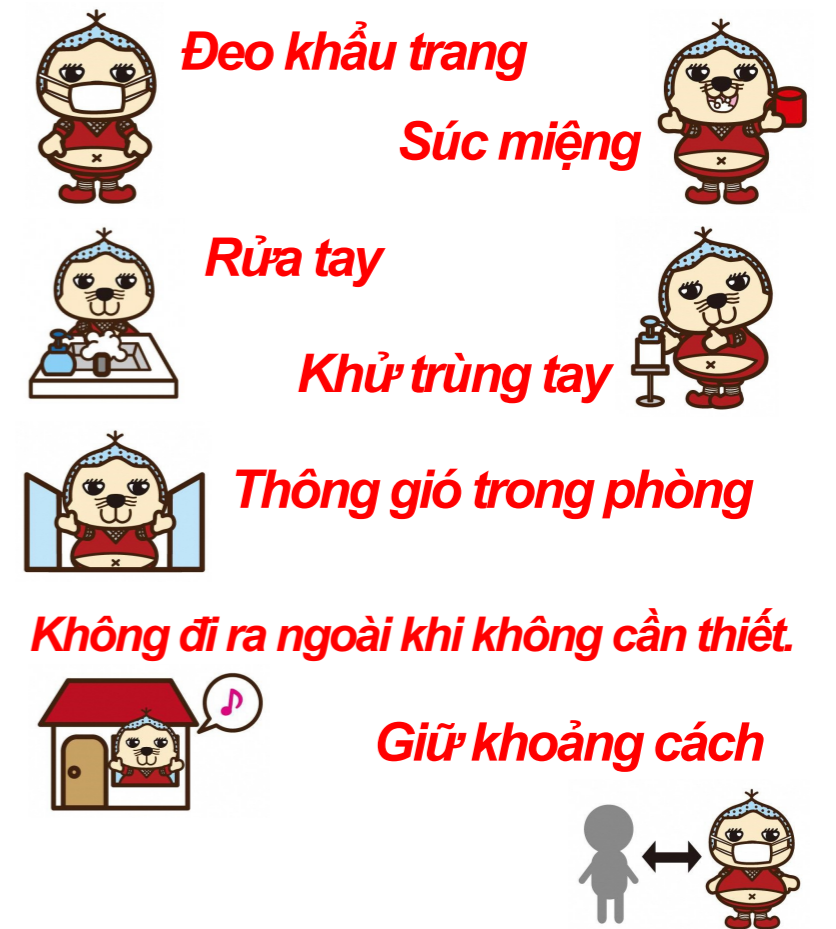 Đeo khẩu trang
Súc miệng
Rửa tay
Khử trùng tay
Thông gió trong phòng
Không đi ra ngoài khi không cần thiết.
Giữ khoảng cách